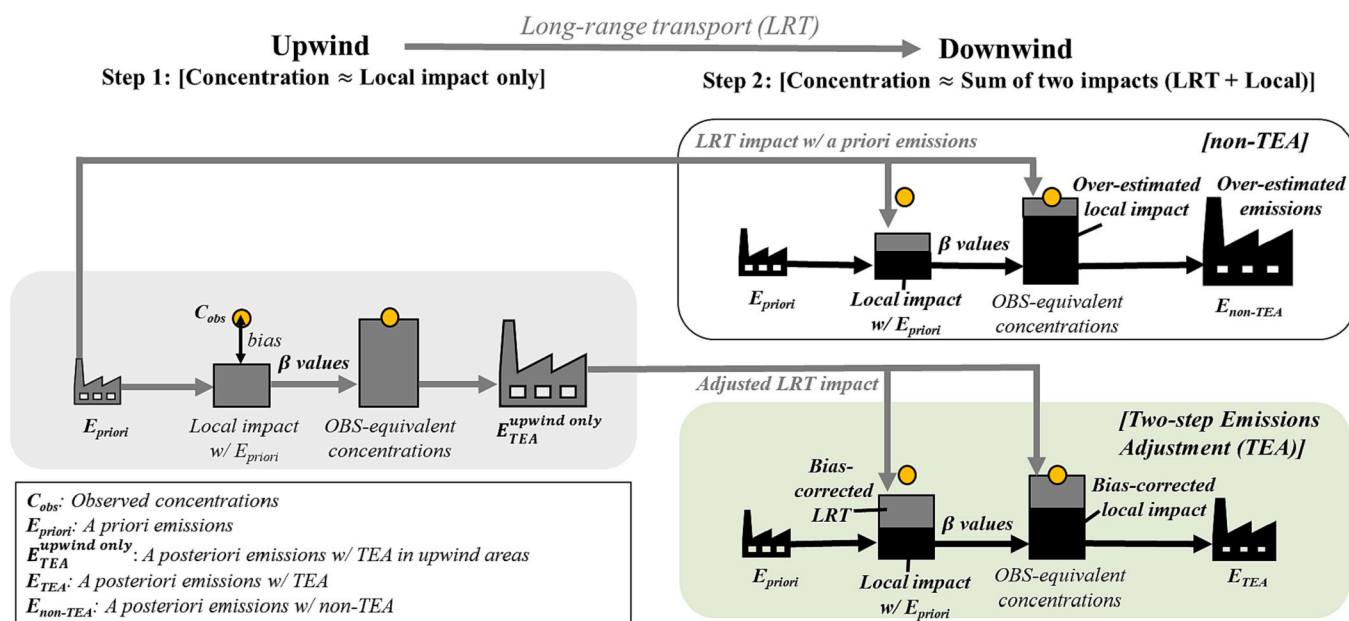 Long-range transport (LRT)
Upwind
Downwind
Step 1: [Concentration ≈ Local impact only]
Step 2: [Concentration ≈ Sum of two impacts (LRT + Local)]
LRT impact w/ a priori emissions
[non-TEA]
Over-estimated
local impact
Over-estimated
emissions
β values
E_priori
Local impact
w/ E_priori
OBS-equivalent
concentrations
E_non-TEA
C_obs
bias
β values
E_priori
Local impact
w/ E_priori
OBS-equivalent
concentrations
E_TEA^upwind only
Adjusted LRT impact
[Two-step Emissions
Adjustment (TEA)]
Bias-
corrected
LRT
Bias-corrected
local impact
β values
E_priori
Local impact
w/ E_priori
OBS-equivalent
concentrations
E_TEA
C_obs: Observed concentrations
E_priori: A priori emissions
E_TEA^upwind only: A posteriori emissions w/ TEA in upwind areas
E_TEA: A posteriori emissions w/ TEA
E_non-TEA: A posteriori emissions w/ non-TEA